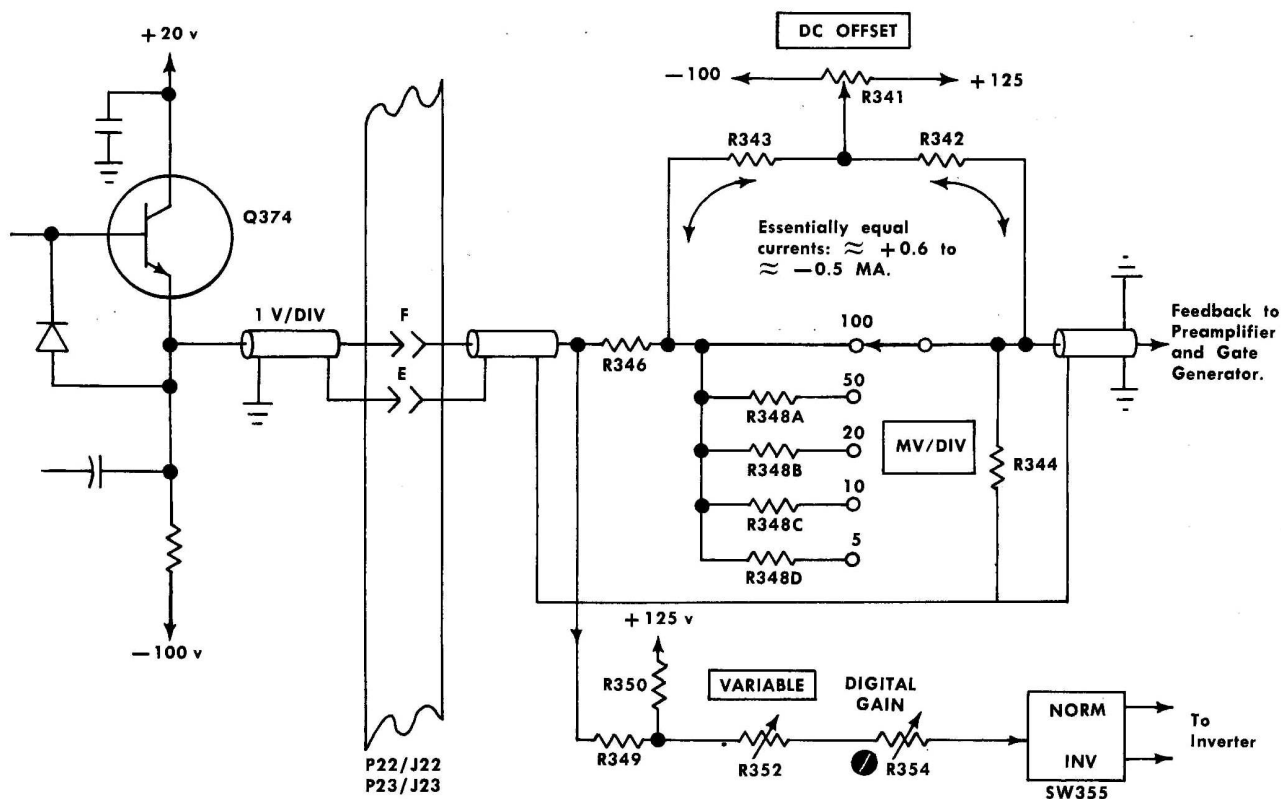 +20 v
DC OFFSET
-100
+125
R341
R343
R342
Q374
Essentially equal
currents: ≈ +0.6 to
≈ -0.5 MA.
1 V/DIV
F
E
R346
100
50
R348A
20
R348B
10
R348C
5
R348D
MV/DIV
R344
Feedback to
Preamplifier
and Gate
Generator.
-100 v
+125 v
R350
VARIABLE
DIGITAL
GAIN
R349
R352
R354
NORM
INV
SW355
To
Inverter
P22/J22
P23/J23